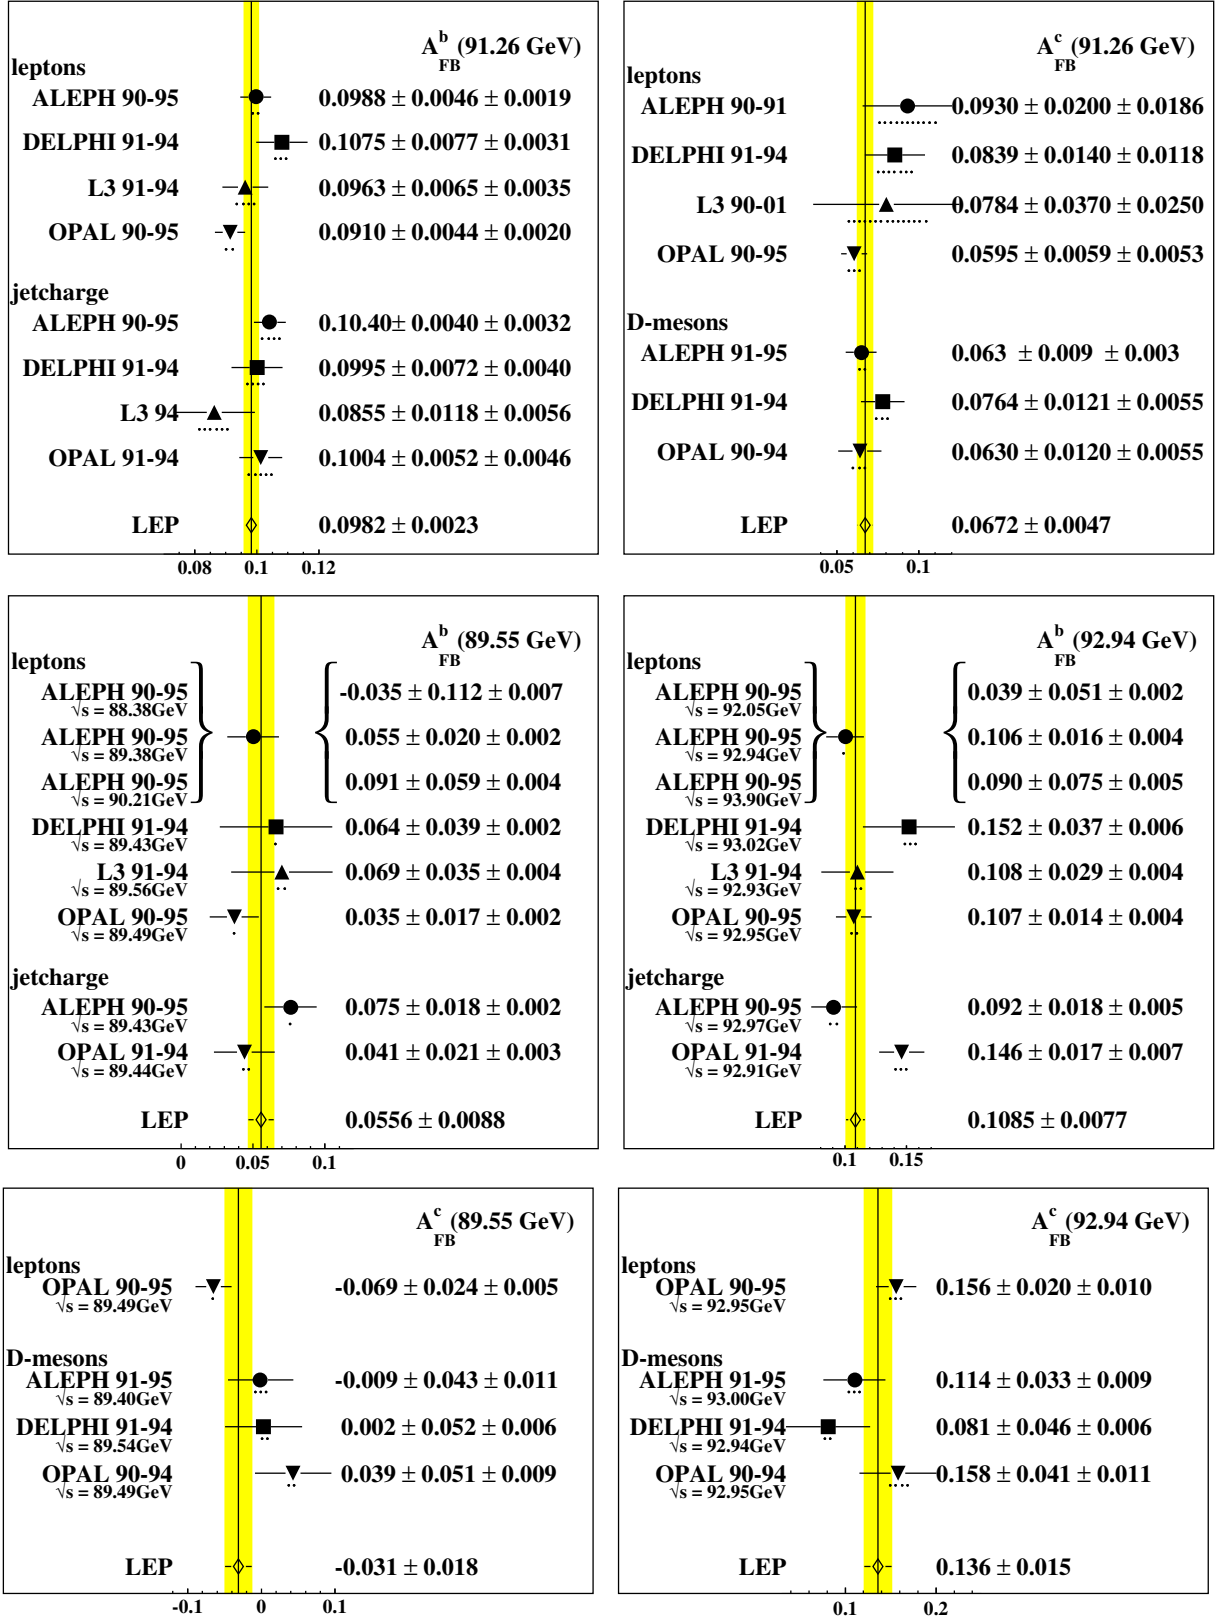 A^b_FB (91.26 GeV)
leptons
ALEPH 90-95 0.0988 ± 0.0046 ± 0.0019
DELPHI 91-94 0.1075 ± 0.0077 ± 0.0031
L3 91-94 0.0963 ± 0.0065 ± 0.0035
OPAL 90-95 0.0910 ± 0.0044 ± 0.0020
jetcharge
ALEPH 90-95 0.10.40± 0.0040 ± 0.0032
DELPHI 91-94 0.0995 ± 0.0072 ± 0.0040
L3 94 0.0855 ± 0.0118 ± 0.0056
OPAL 91-94 0.1004 ± 0.0052 ± 0.0046
LEP 0.0982 ± 0.0023
0.08 0.1 0.12
A^c_FB (91.26 GeV)
leptons
ALEPH 90-91 0.0930 ± 0.0200 ± 0.0186
DELPHI 91-94 0.0839 ± 0.0140 ± 0.0118
L3 90-01 0.0784 ± 0.0370 ± 0.0250
OPAL 90-95 0.0595 ± 0.0059 ± 0.0053
D-mesons
ALEPH 91-95 0.063 ± 0.009 ± 0.003
DELPHI 91-94 0.0764 ± 0.0121 ± 0.0055
OPAL 90-94 0.0630 ± 0.0120 ± 0.0055
LEP 0.0672 ± 0.0047
0.05 0.1
A^b_FB (89.55 GeV)
leptons
ALEPH 90-95 -0.035 ± 0.112 ± 0.007
√s = 88.38GeV
ALEPH 90-95 0.055 ± 0.020 ± 0.002
√s = 89.38GeV
ALEPH 90-95 0.091 ± 0.059 ± 0.004
√s = 90.21GeV
DELPHI 91-94 0.064 ± 0.039 ± 0.002
√s = 89.43GeV
L3 91-94 0.069 ± 0.035 ± 0.004
√s = 89.56GeV
OPAL 90-95 0.035 ± 0.017 ± 0.002
√s = 89.49GeV
jetcharge
ALEPH 90-95 0.075 ± 0.018 ± 0.002
√s = 89.43GeV
OPAL 91-94 0.041 ± 0.021 ± 0.003
√s = 89.44GeV
LEP 0.0556 ± 0.0088
0 0.05 0.1
A^b_FB (92.94 GeV)
leptons
ALEPH 90-95 0.039 ± 0.051 ± 0.002
√s = 92.05GeV
ALEPH 90-95 0.106 ± 0.016 ± 0.004
√s = 92.94GeV
ALEPH 90-95 0.090 ± 0.075 ± 0.005
√s = 93.90GeV
DELPHI 91-94 0.152 ± 0.037 ± 0.006
√s = 93.02GeV
L3 91-94 0.108 ± 0.029 ± 0.004
√s = 92.93GeV
OPAL 90-95 0.107 ± 0.014 ± 0.004
√s = 92.95GeV
jetcharge
ALEPH 90-95 0.092 ± 0.018 ± 0.005
√s = 92.97GeV
OPAL 91-94 0.146 ± 0.017 ± 0.007
√s = 92.91GeV
LEP 0.1085 ± 0.0077
0.1 0.15
A^c_FB (89.55 GeV)
leptons
OPAL 90-95 -0.069 ± 0.024 ± 0.005
√s = 89.49GeV
D-mesons
ALEPH 91-95 -0.009 ± 0.043 ± 0.011
√s = 89.40GeV
DELPHI 91-94 0.002 ± 0.052 ± 0.006
√s = 89.54GeV
OPAL 90-94 0.039 ± 0.051 ± 0.009
√s = 89.49GeV
LEP -0.031 ± 0.018
-0.1 0 0.1
A^c_FB (92.94 GeV)
leptons
OPAL 90-95 0.156 ± 0.020 ± 0.010
√s = 92.95GeV
D-mesons
ALEPH 91-95 0.114 ± 0.033 ± 0.009
√s = 93.00GeV
DELPHI 91-94 0.081 ± 0.046 ± 0.006
√s = 92.94GeV
OPAL 90-94 0.158 ± 0.041 ± 0.011
√s = 92.95GeV
LEP 0.136 ± 0.015
0.1 0.2